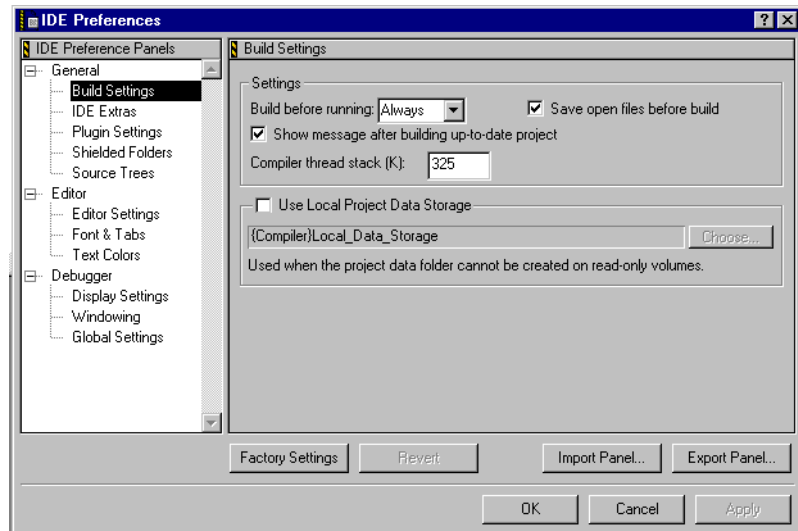 IDE Preferences
IDE Preference Panels
General
Build Settings
IDE Extras
Plugin Settings
Shielded Folders
Source Trees
Editor
Editor Settings
Font & Tabs
Text Colors
Debugger
Display Settings
Windowing
Global Settings
Build Settings
Settings
Build before running: Always
Save open files before build
Show message after building up-to-date project
Compiler thread stack (K): 325
Use Local Project Data Storage
{Compiler}Local_Data_Storage Choose...
Used when the project data folder cannot be created on read-only volumes.
Factory Settings Revert Import Panel... Export Panel...
OK Cancel Apply